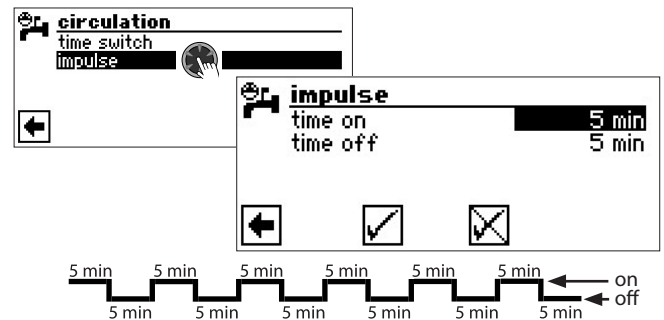 circulation
time switch
impulse
impulse
time on 5 min
time off 5 min
5 min 5 min 5 min 5 min 5 min 5 min on
5 min 5 min 5 min 5 min 5 min 5 min off